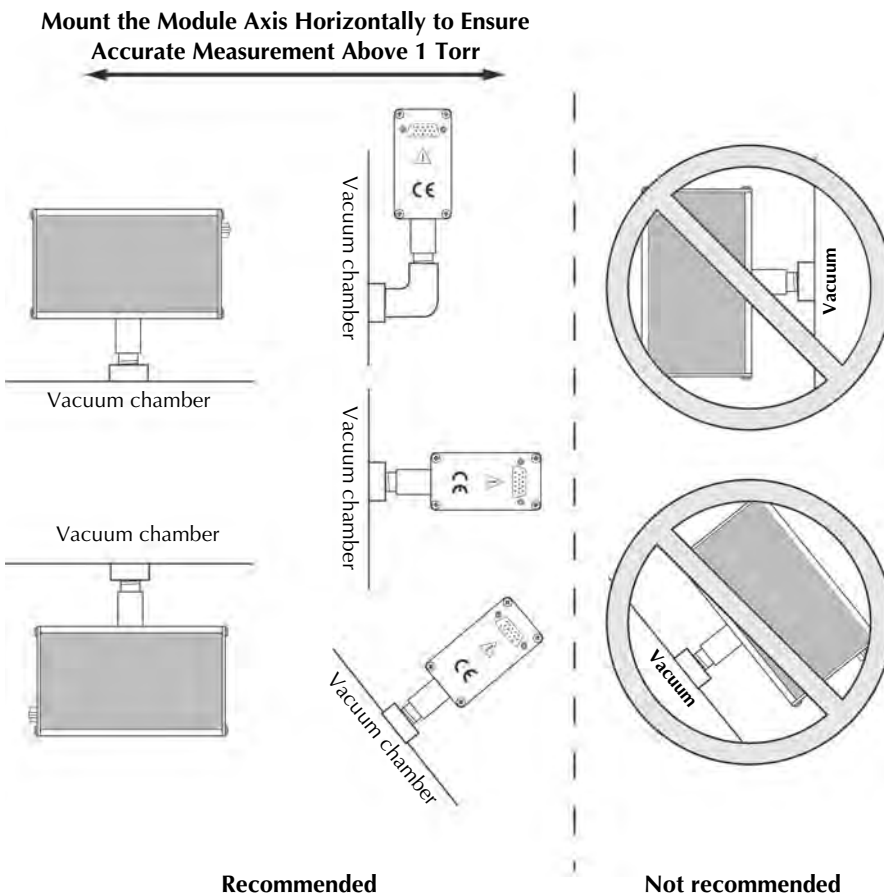 Mount the Module Axis Horizontally to Ensure
Accurate Measurement Above 1 Torr
Vacuum chamber
CE
Vacuum chamber
Vacuum
Vacuum chamber
CE
Vacuum chamber
CE
Vacuum chamber
Vacuum
Recommended
Not recommended